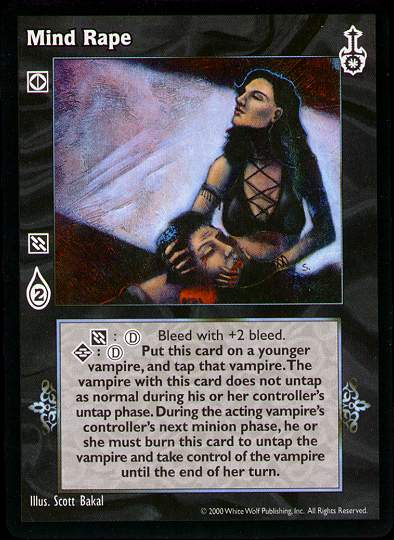 Mind Rape
2
: D Bleed with +2 bleed.
: D Put this card on a younger
vampire, and tap that vampire. The
vampire with this card does not untap
as normal during his or her controller's
untap phase. During the acting vampire's
controller's next minion phase, he or
she must burn this card to untap the
vampire and take control of the vampire
until the end of her turn.
Illus. Scott Bakal
© 2000 White Wolf Publishing, Inc. All Rights Reserved.